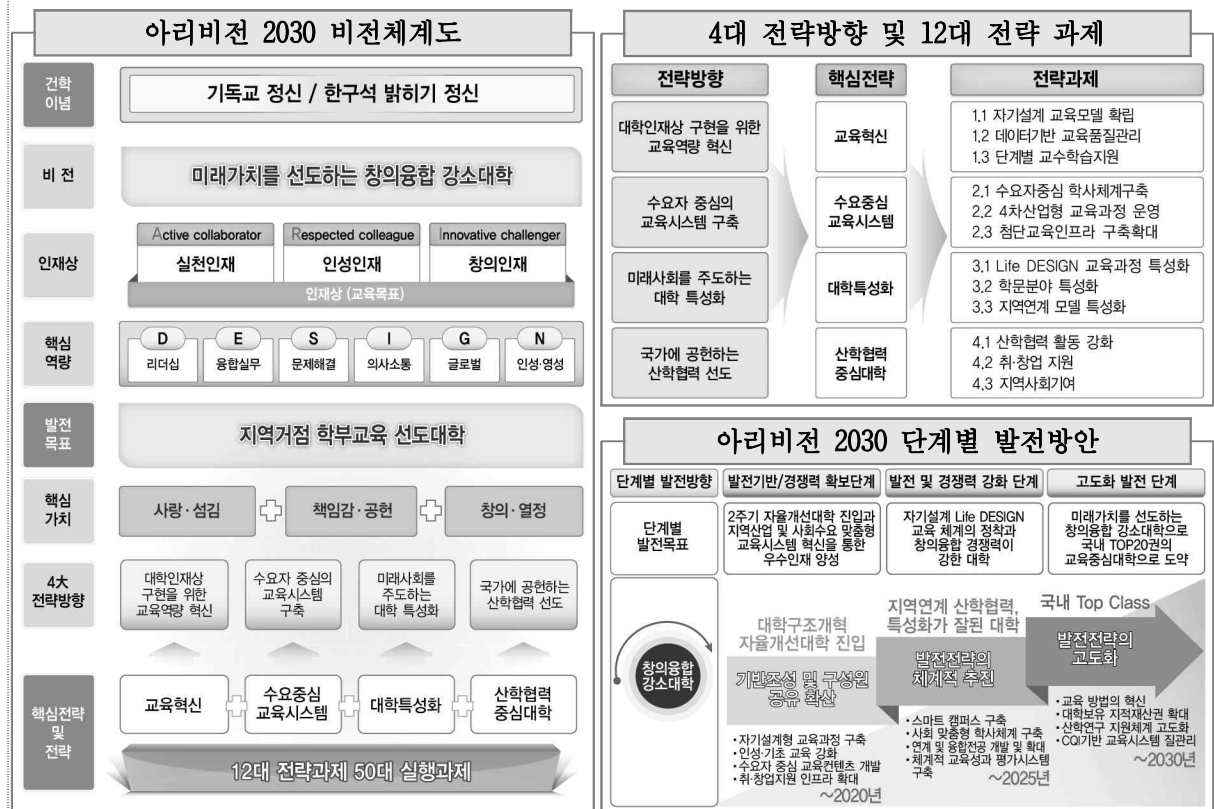 아리비전 2030 비전체계도
건학
이념
기독교 정신 / 한구석 밝히기 정신
비 전
미래가치를 선도하는 창의융합 강소대학
인재상
Active collaborator
실천인재
Respected colleague
인성인재
Innovative challenger
창의인재
인재상 (교육목표)
핵심
역량
D
리더십
E
융합실무
S
문제해결
I
의사소통
G
글로벌
N
인성·영성
발전
목표
지역거점 학부교육 선도대학
핵심
가치
사랑·섬김
책임감·공헌
창의·열정
4大
전략방향
대학인재상
구현을 위한
교육역량 혁신
수요자 중심의
교육시스템
구축
미래사회를
주도하는
대학 특성화
국가에 공헌하는
산학협력 선도
핵심전략
및
전략
교육혁신
수요중심
교육시스템
대학특성화
산학협력
중심대학
12대 전략과제 50대 실행과제
4대 전략방향 및 12대 전략 과제
전략방향
핵심전략
전략과제
대학인재상 구현을 위한
교육역량 혁신
교육혁신
1.1 자기설계 교육모델 확립
1.2 데이터기반 교육품질관리
1.3 단계별 교수학습지원
수요자 중심의
교육시스템 구축
수요중심
교육시스템
2.1 수요자중심 학사체계구축
2.2 4차산업형 교육과정 운영
2.3 첨단교육인프라 구축확대
미래사회를 주도하는
대학 특성화
대학특성화
3.1 Life DESIGN 교육과정 특성화
3.2 학문분야 특성화
3.3 지역연계 모델 특성화
국가에 공헌하는
산학협력 선도
산학협력
중심대학
4.1 산학협력 활동 강화
4.2 취·창업 지원
4.3 지역사회기여
아리비전 2030 단계별 발전방안
단계별 발전방향
발전기반/경쟁력 확보단계
발전 및 경쟁력 강화 단계
고도화 발전 단계
단계별
발전목표
2주기 자율개선대학 진입과
지역산업 및 사회수요 맞춤형
교육시스템 혁신을 통한
우수인재 양성
자기설계 Life DESIGN
교육 체계의 정착과
창의융합 경쟁력이
강한 대학
미래가치를 선도하는
창의융합 강소대학으로
국내 TOP20권의
교육중심대학으로 도약
창의융합
강소대학
대학구조개혁
자율개선대학 진입
기반조성 및 구성원
공유 확산
·자기설계형 교육과정 구축
·인성·기초 교육 강화
·수요자 중심 교육컨텐츠 개발
·취·창업지원 인프라 확대
～2020년
지역연계 산학협력,
특성화가 잘된 대학
발전전략의
체계적 추진
·스마트 캠퍼스 구축
·사회 맞춤형 학사체계 구축
·연계 및 융합전공 개발 및 확대
·체계적 교육성과 평가시스템
구축
～2025년
국내 Top Class
발전전략의
고도화
·교육 방법의 혁신
·대학보유 지적재산권 확대
·산학연구 지원체계 고도화
·CQI기반 교육시스템 질관리
～2030년